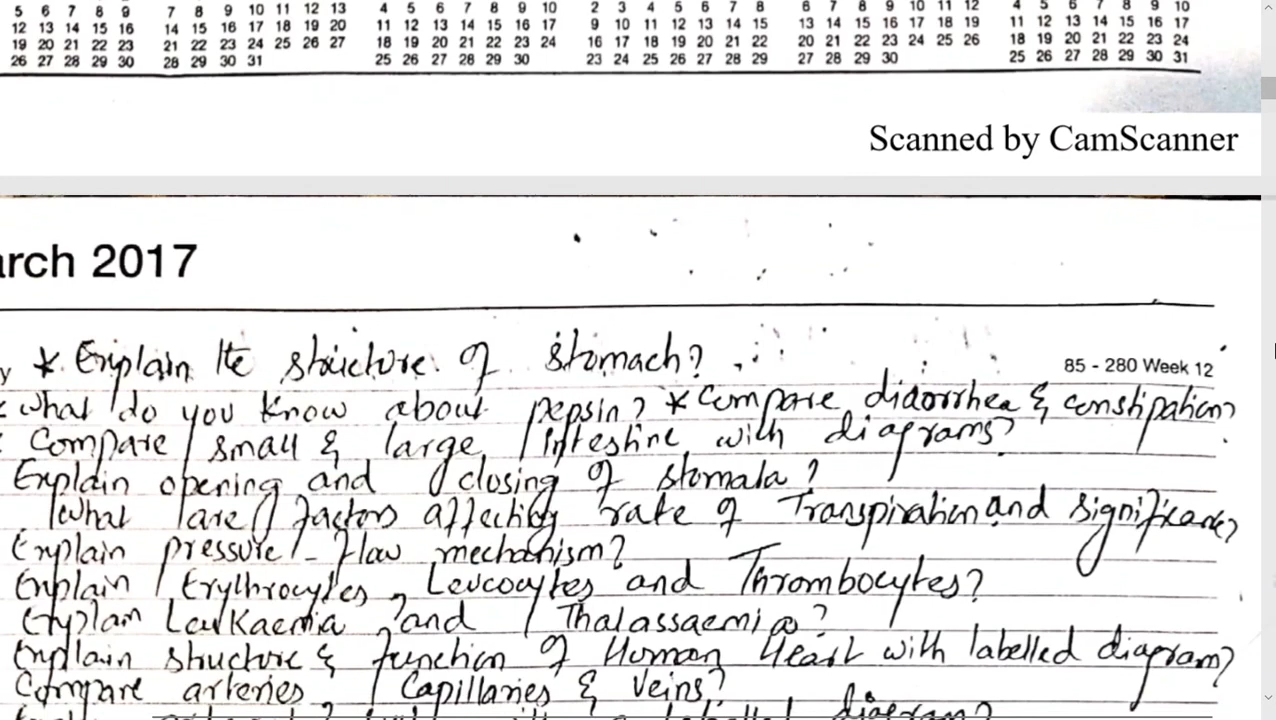 5 6 7 8 9 7 8 9 10 11 12 13 4 5 6 7 8 9 10 2 3 4 5 6 7 8 6 7 8 9 10 11 12 4 5 6 7 8 9 10
12 13 14 15 16 14 15 16 17 18 19 20 11 12 13 14 15 16 17 9 10 11 12 13 14 15 13 14 15 16 17 18 19 11 12 13 14 15 16 17
19 20 21 22 23 21 22 23 24 25 26 27 18 19 20 21 22 23 24 16 17 18 19 20 21 22 20 21 22 23 24 25 26 18 19 20 21 22 23 24
26 27 28 29 30 28 29 30 31 25 26 27 28 29 30 23 24 25 26 27 28 29 27 28 29 30 25 26 27 28 29 30 31
Scanned by CamScanner
arch 2017
y * Explain the structure of stomach?
85 - 280 Week 12
What do you know about pepsin? * Compare diaorrhea & constipation?
Compare small & large intestine with diagrams?
Explain opening and closing of stomata?
What are factors affecting rate of Transpiration and significance?
Explain pressure - flow mechanism?
Explain Erythrocytes, Leucocytes and Thrombocytes?
Explain Leukaemia and Thalassaemia?
Explain structure & function of Human Heart with labelled diagram?
Compare arteries, Capillaries & veins?
labelled diagram?